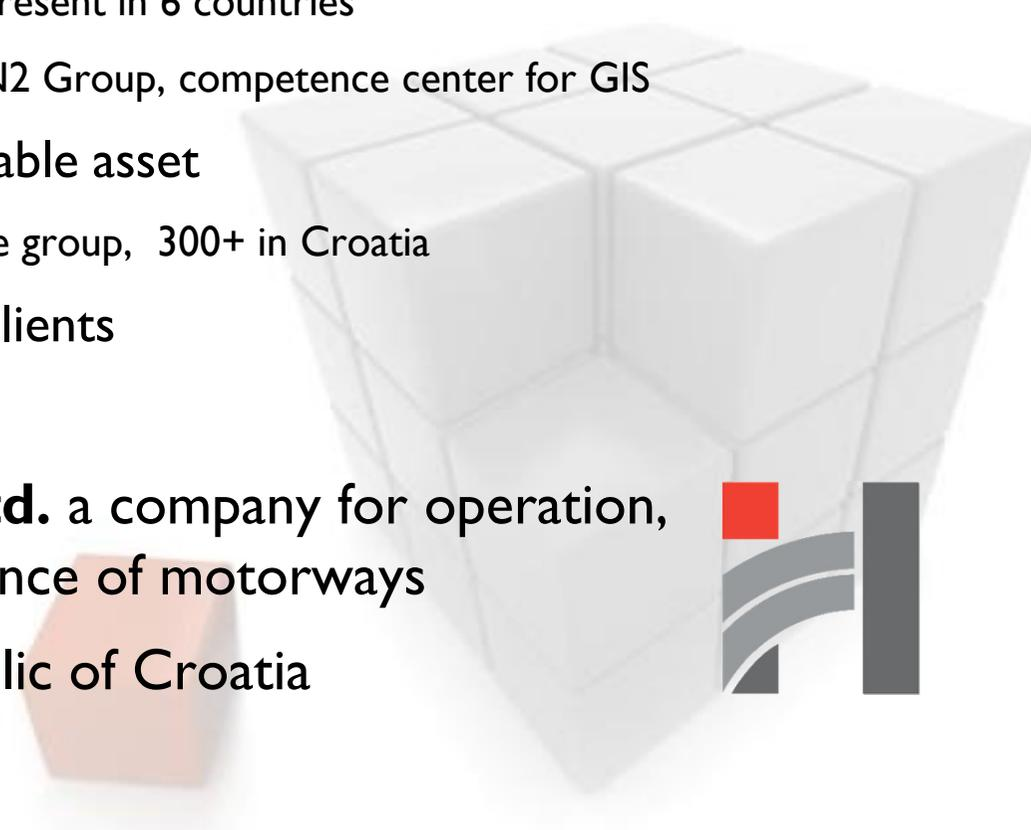 resent in 6 countries
N2 Group, competence center for GIS
able asset
e group, 300+ in Croatia
lients
td. a company for operation,
nce of motorways
lic of Croatia